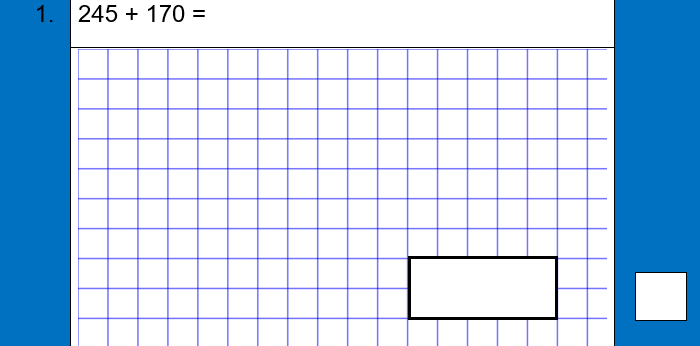 1. 245 + 170 =